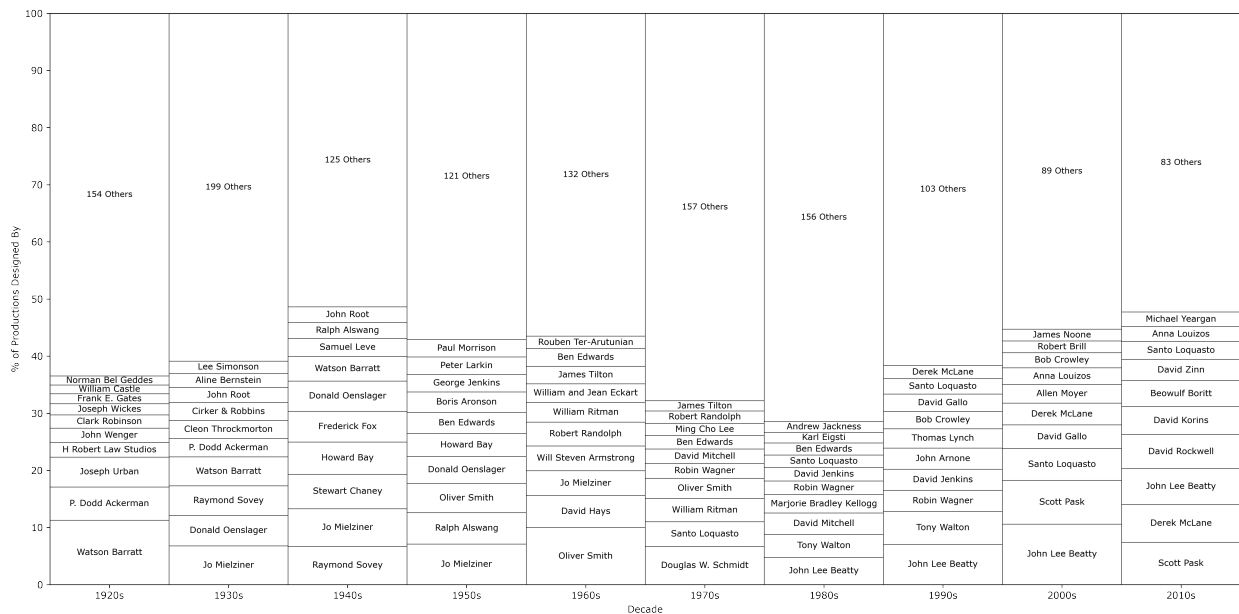 % of Productions Designed By
100
90
80
70
60
50
40
30
20
10
0
154 Others
Norman Bel Geddes
William Castle
Frank E. Gates
Joseph Wickes
Clark Robinson
John Wenger
H Robert Law Studios
Joseph Urban
P. Dodd Ackerman
Watson Barratt
199 Others
Lee Simonson
Aline Bernstein
John Root
Cirker & Robbins
Cleon Throckmorton
P. Dodd Ackerman
Watson Barratt
Raymond Sovey
Donald Oenslager
Jo Mielziner
125 Others
John Root
Ralph Alswang
Samuel Leve
Watson Barratt
Donald Oenslager
Frederick Fox
Howard Bay
Stewart Chaney
Jo Mielziner
Raymond Sovey
121 Others
Paul Morrison
Peter Larkin
George Jenkins
Boris Aronson
Ben Edwards
Howard Bay
Donald Oenslager
Oliver Smith
Ralph Alswang
Jo Mielziner
132 Others
Rouben Ter-Arutunian
Ben Edwards
James Tilton
William and Jean Eckart
William Ritman
Robert Randolph
Will Steven Armstrong
Jo Mielziner
David Hays
Oliver Smith
157 Others
James Tilton
Robert Randolph
Ming Cho Lee
Ben Edwards
David Mitchell
Robin Wagner
Oliver Smith
William Ritman
Santo Loquasto
Douglas W. Schmidt
156 Others
Andrew Jackness
Karl Eigsti
Ben Edwards
Santo Loquasto
David Jenkins
Robin Wagner
Marjorie Bradley Kellogg
David Mitchell
Tony Walton
John Lee Beatty
103 Others
Derek McLane
Santo Loquasto
David Gallo
Bob Crowley
Thomas Lynch
John Arnone
David Jenkins
Robin Wagner
Tony Walton
John Lee Beatty
89 Others
James Noone
Robert Brill
Bob Crowley
Anna Louizos
Allen Moyer
Derek McLane
David Gallo
Santo Loquasto
Scott Pask
John Lee Beatty
83 Others
Michael Yeargan
Anna Louizos
Santo Loquasto
David Zinn
Beowulf Boritt
David Korins
David Rockwell
John Lee Beatty
Derek McLane
Scott Pask
1920s 1930s 1940s 1950s 1960s 1970s 1980s 1990s 2000s 2010s
Decade